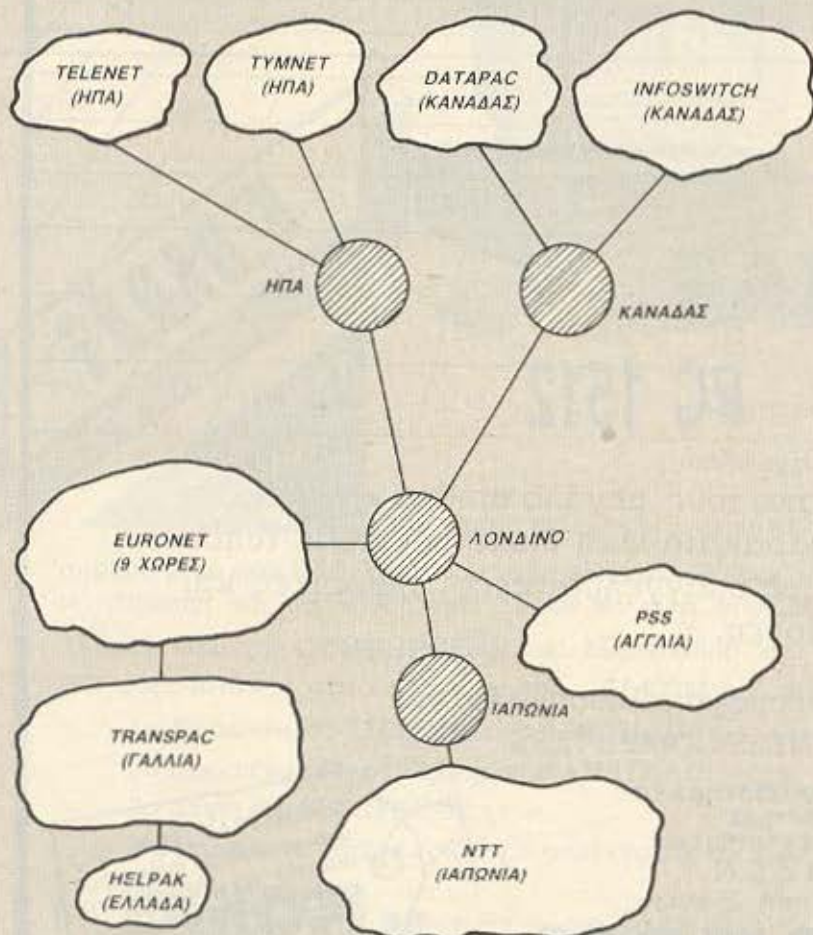 TELENET
(ΗΠΑ)
TYMNET
(ΗΠΑ)
DATAPAC
(ΚΑΝΑΔΑΣ)
INFOSWITCH
(ΚΑΝΑΔΑΣ)
ΗΠΑ
ΚΑΝΑΔΑΣ
EURONET
(9 ΧΩΡΕΣ)
ΛΟΝΔΙΝΟ
PSS
(ΑΓΓΛΙΑ)
TRANSPAC
(ΓΑΛΛΙΑ)
ΙΑΠΩΝΙΑ
HELPAK
(ΕΛΛΑΔΑ)
NTT
(ΙΑΠΩΝΙΑ)